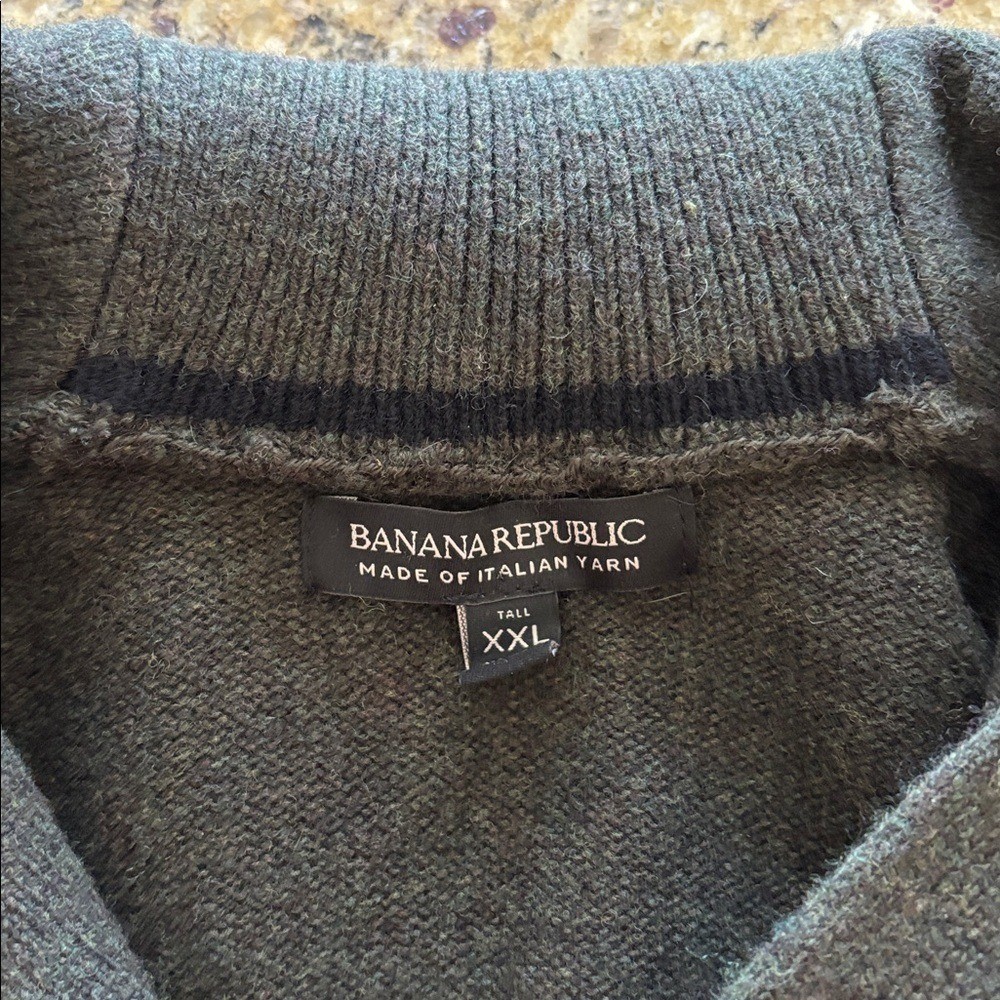 BANANA REPUBLIC
MADE OF ITALIAN YARN
TALL
XXL